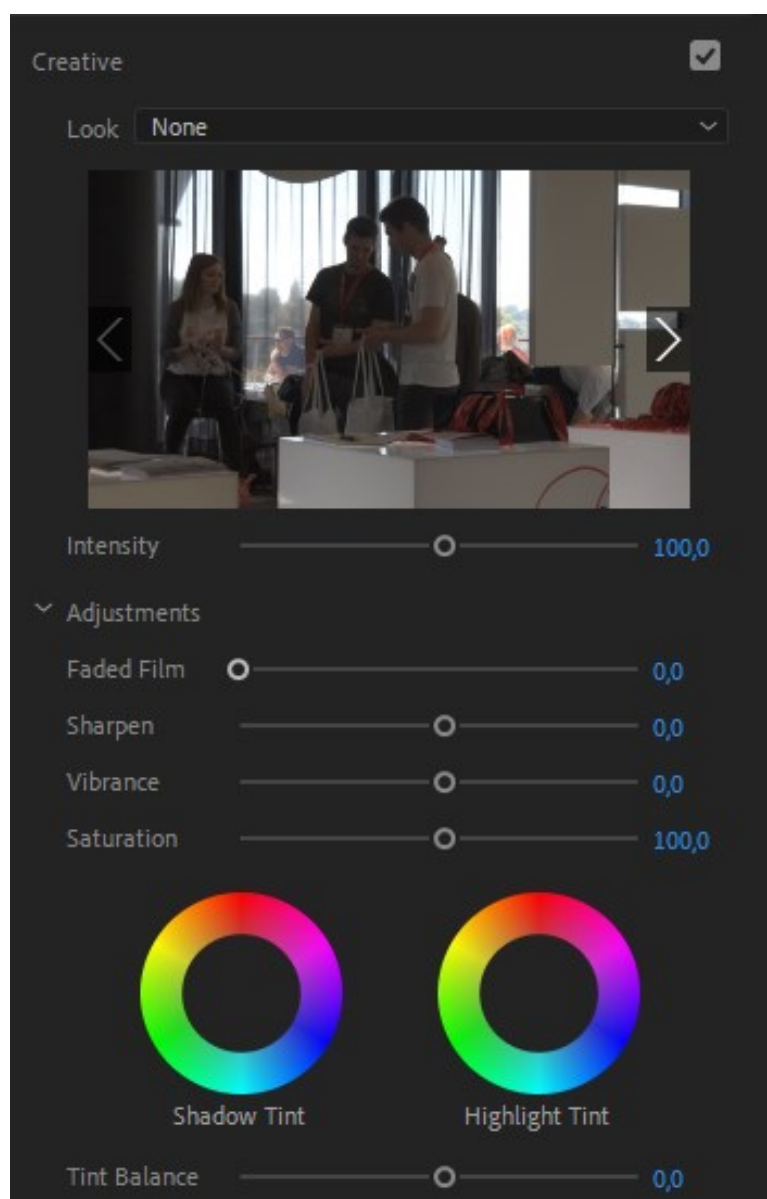 Creative
Look None
Intensity 100,0
Adjustments
Faded Film 0,0
Sharpen 0,0
Vibrance 0,0
Saturation 100,0
Shadow Tint Highlight Tint
Tint Balance 0,0